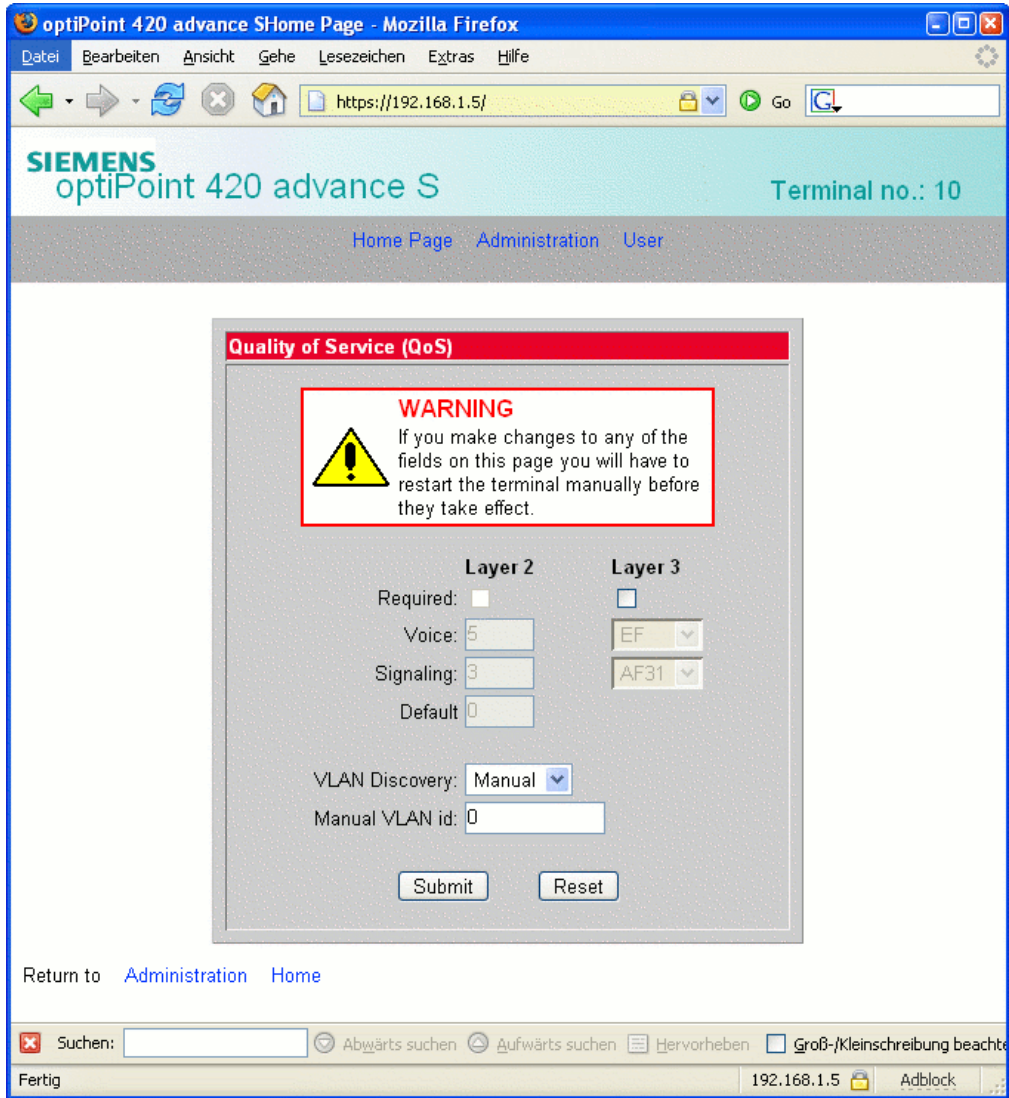 optiPoint 420 advance SHome Page - Mozilla Firefox
Datei Bearbeiten Ansicht Gehe Lesezeichen Extras Hilfe
https://192.168.1.5/ Go G
SIEMENS
optiPoint 420 advance S
Terminal no.: 10
Home Page Administration User
Quality of Service (QoS)
WARNING
If you make changes to any of the
fields on this page you will have to
restart the terminal manually before
they take effect.
Layer 2 Layer 3
Required:
Voice: 5 EF
Signaling: 3 AF31
Default 0
VLAN Discovery: Manual
Manual VLAN id: 0
Submit Reset
Return to Administration Home
Suchen: Abwärts suchen Aufwärts suchen Hervorheben Groß-/Kleinschreibung beachte
Fertig 192.168.1.5 Adblock